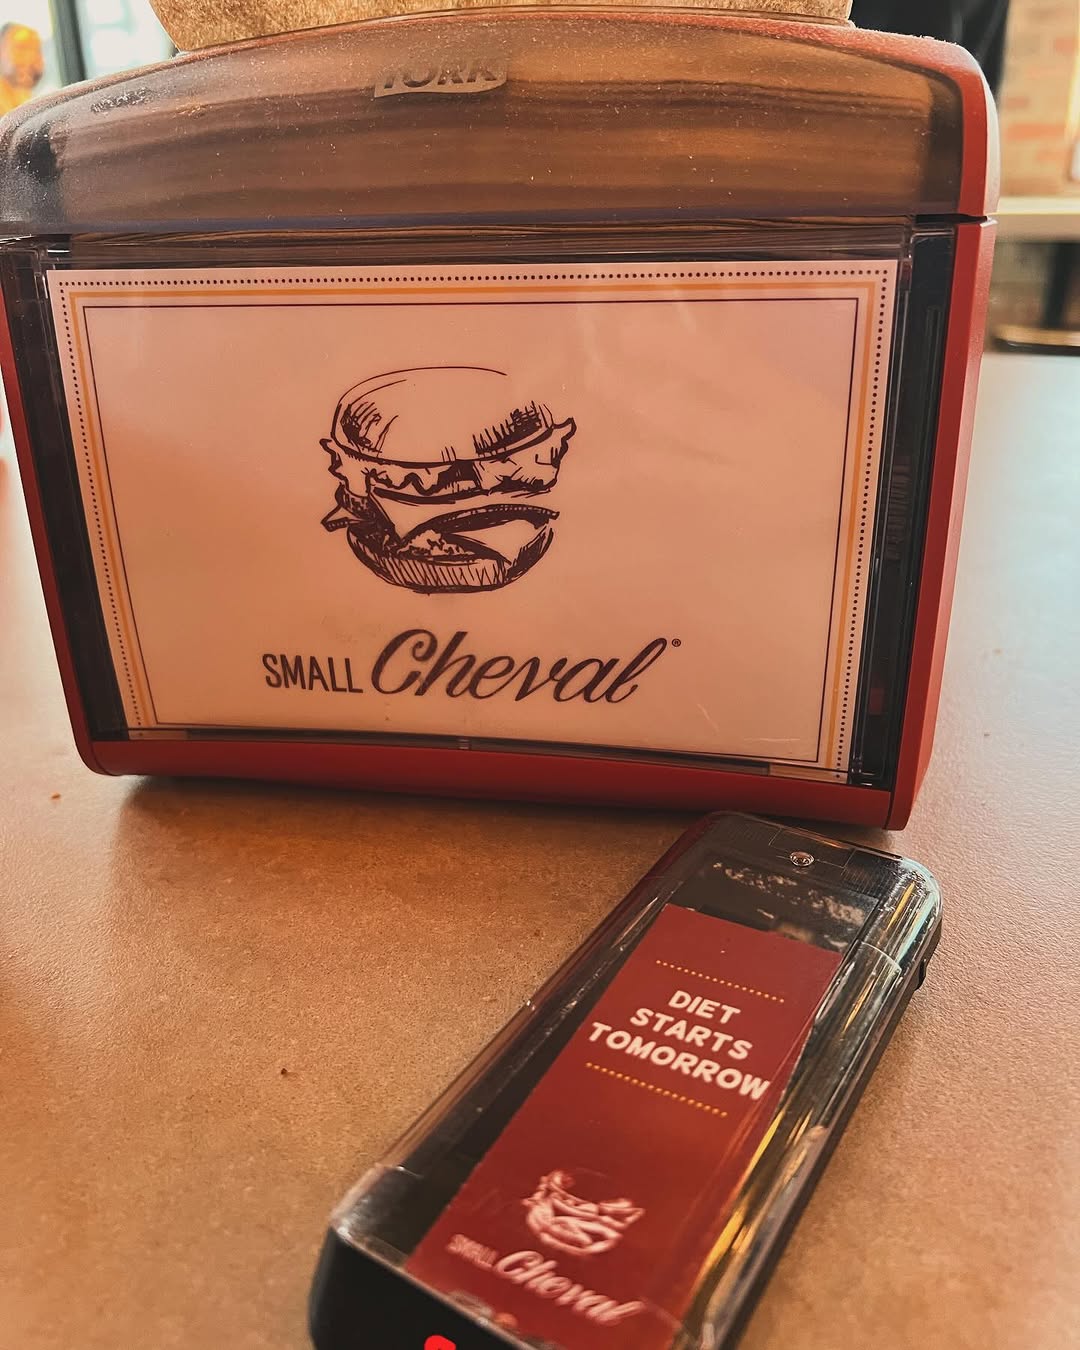 TORK
SMALL Cheval®
DIET
STARTS
TOMORROW
SMALL Cheval